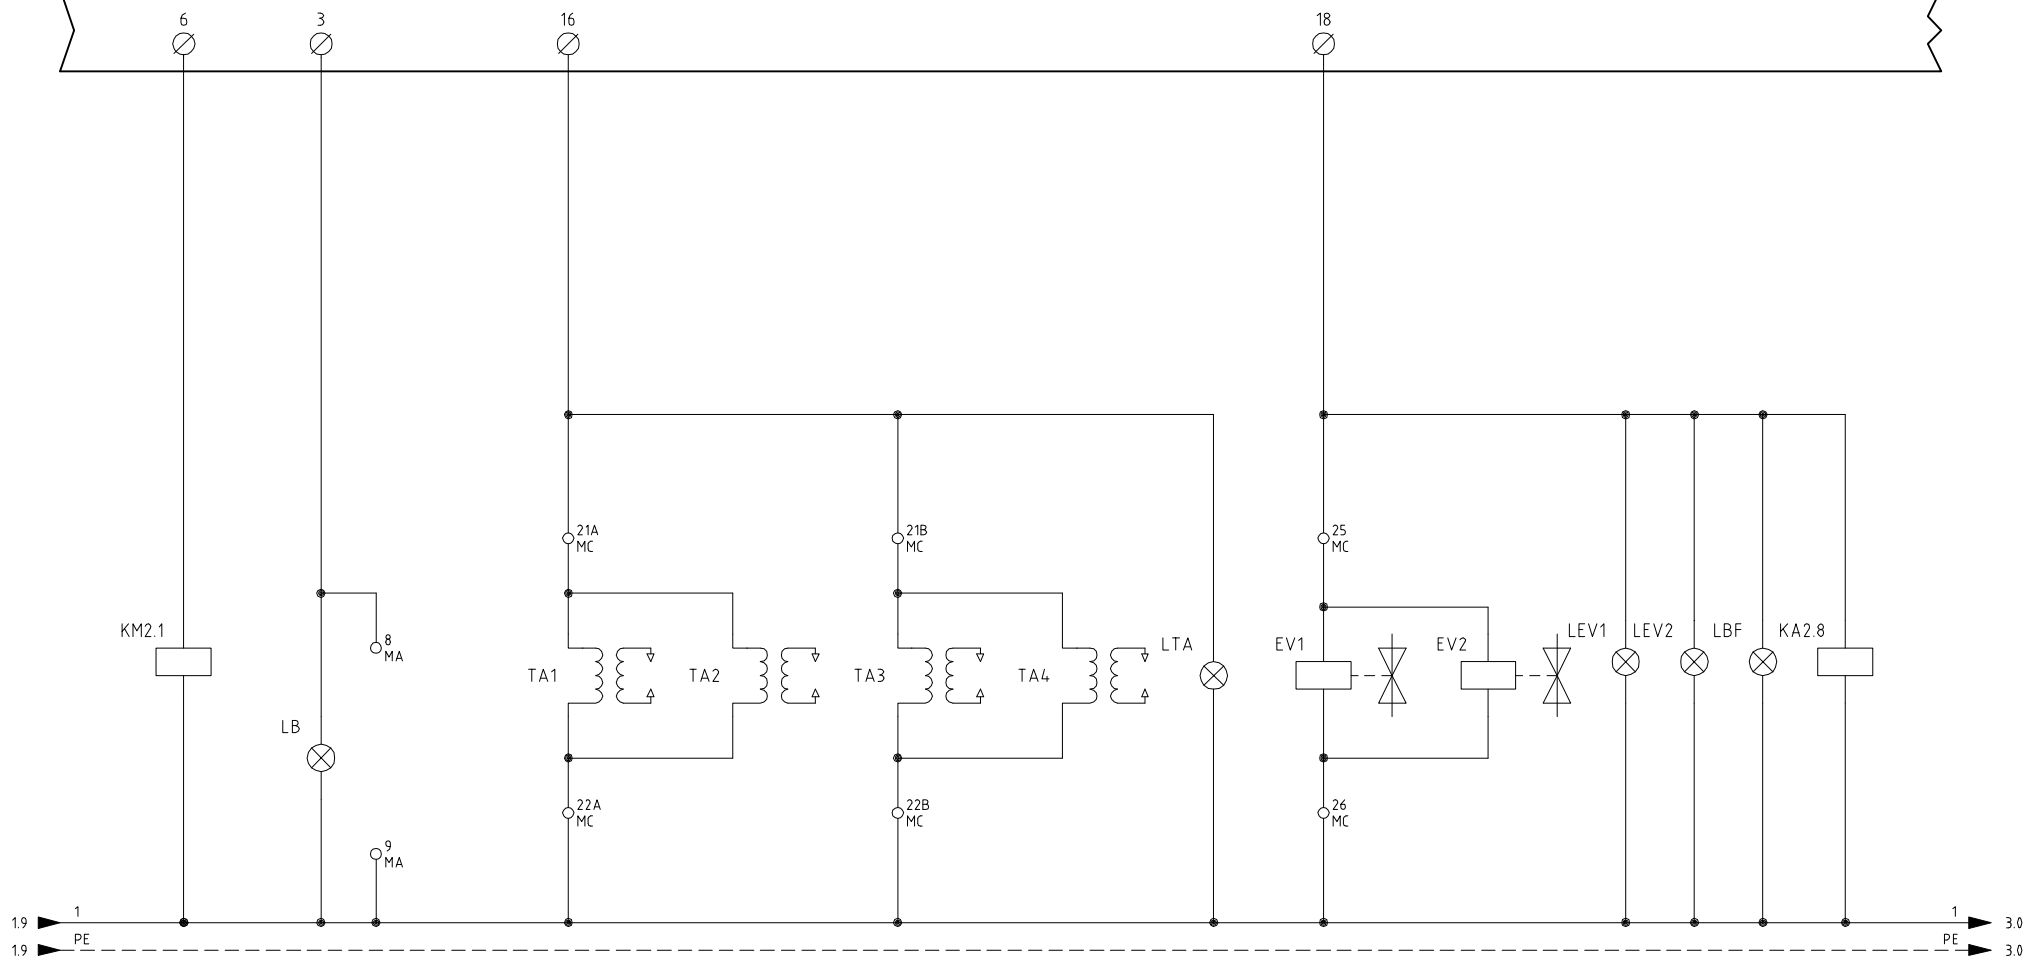 6
3
16
18
21A
MC
21B
MC
25
MC
KM2.1
8
MA
LTA
EV1
EV2
LEV1
LEV2
LBF
KA2.8
TA1
TA2
TA3
TA4
LB
22A
MC
22B
MC
26
MC
9
MA
1.9
1
1
3.0
1.9
PE
PE
3.0